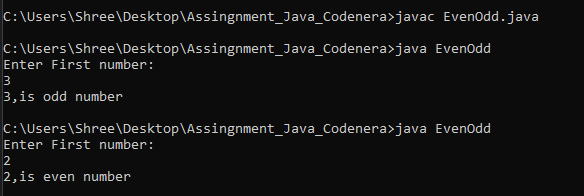 C:\Users\Shree\Desktop\Assingnment_Java_Codenera>javac EvenOdd.java
C:\Users\Shree\Desktop\Assingnment_Java_Codenera>java EvenOdd
Enter First number:
3
3,is odd number
C:\Users\Shree\Desktop\Assingnment_Java_Codenera>java EvenOdd
Enter First number:
2
2,is even number